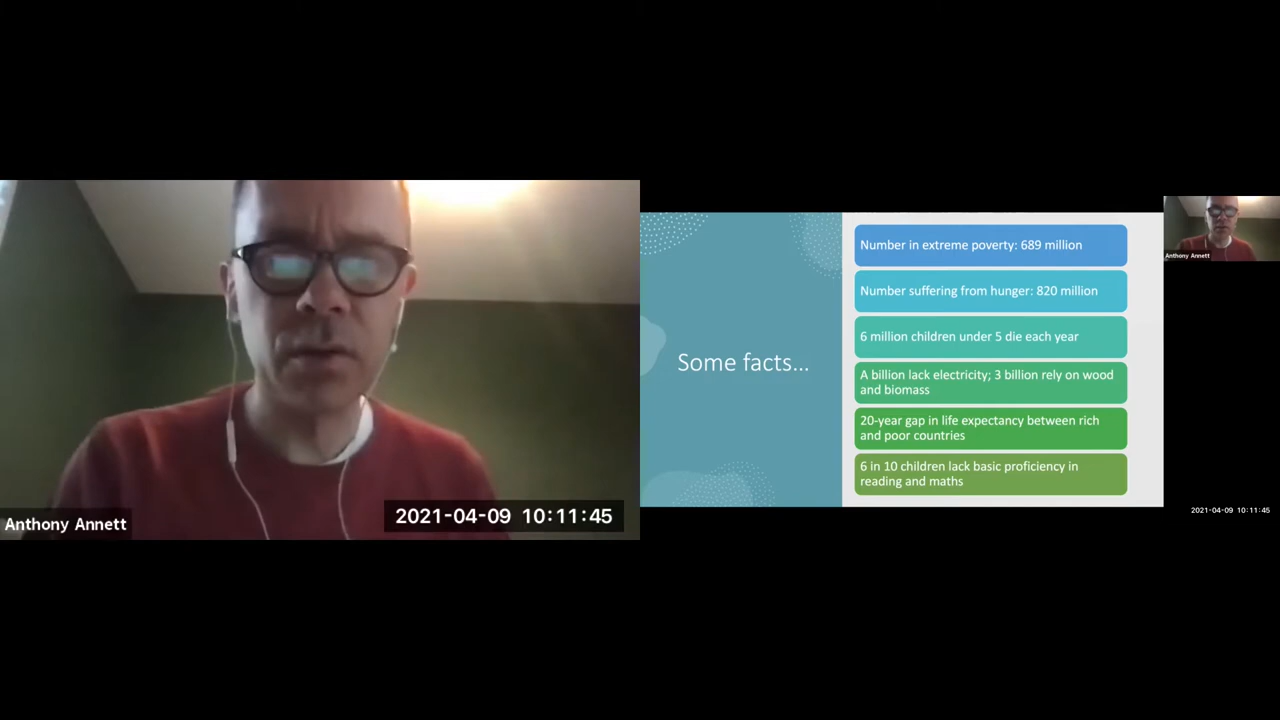 Anthony Annett
2021-04-09 10:11:45
Some facts...
Number in extreme poverty: 689 million
Number suffering from hunger: 820 million
6 million children under 5 die each year
A billion lack electricity; 3 billion rely on wood
and biomass
20-year gap in life expectancy between rich
and poor countries
6 in 10 children lack basic proficiency in
reading and maths
Anthony Annett
2021-04-09 10:11:45